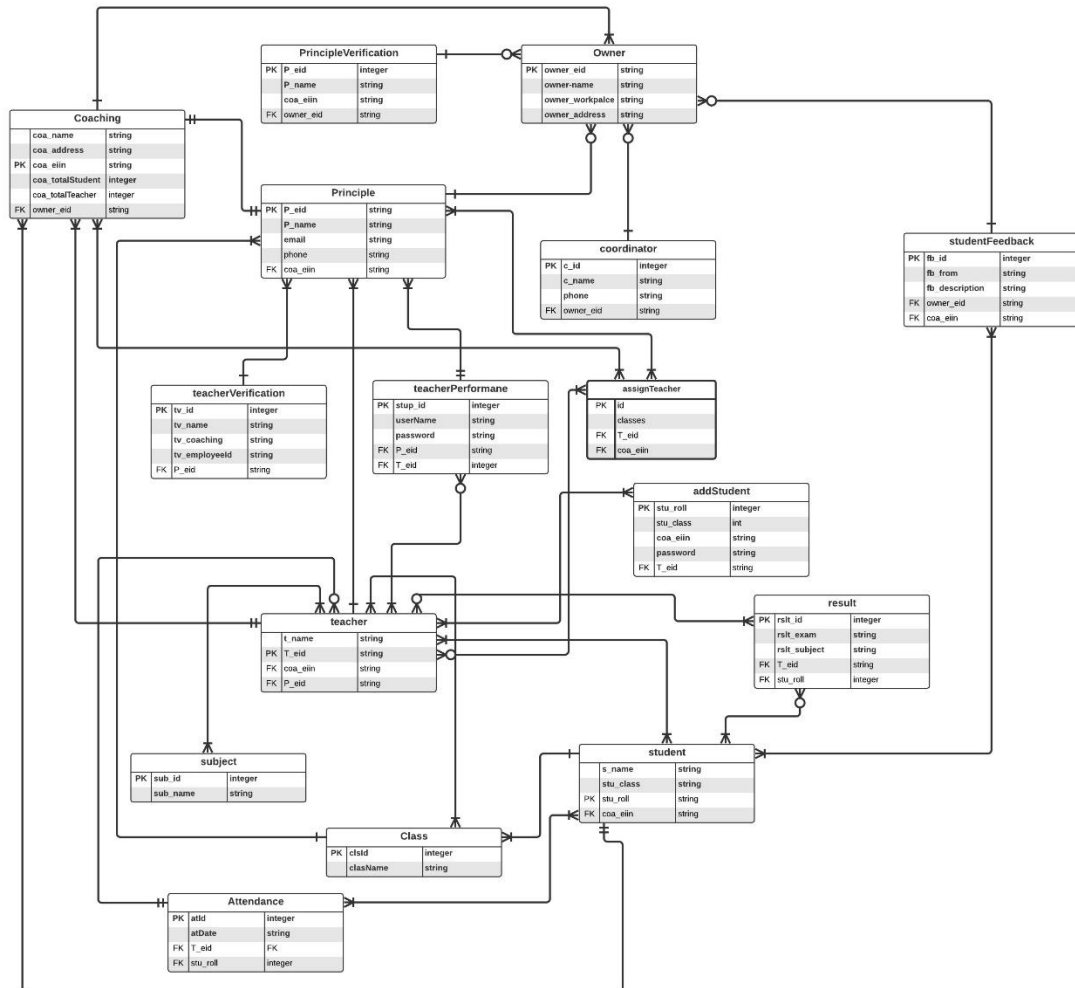 PrincipleVerification
PK P_eid integer
P_name string
coa_eiin string
FK owner_eid string
Owner
PK owner_eid string
owner-name string
owner_workpalce string
owner_address string
Coaching
coa_name string
coa_address string
PK coa_eiin string
coa_totalStudent integer
coa_totalTeacher integer
FK owner_eid string
Principle
PK P_eid string
P_name string
email string
phone string
FK coa_eiin string
coordinator
PK c_id integer
c_name string
phone string
FK owner_eid string
studentFeedback
PK fb_id integer
fb_from string
fb_description string
FK owner_eid string
FK coa_eiin string
teacherVerification
PK tv_id integer
tv_name string
tv_coaching string
tv_employeeId string
FK P_eid string
teacherPerformane
PK stup_id integer
userName string
password string
FK P_eid string
FK T_eid integer
assignTeacher
PK id
classes
FK T_eid
FK coa_eiin
addStudent
PK stu_roll integer
stu_class int
coa_eiin string
password string
FK T_eid string
teacher
t_name string
PK T_eid string
FK coa_eiin string
FK P_eid string
result
PK rslt_id integer
rslt_exam string
rslt_subject string
FK T_eid string
FK stu_roll integer
subject
PK sub_id integer
sub_name string
student
s_name string
stu_class string
PK stu_roll string
FK coa_eiin string
Class
PK clsId integer
clasName string
Attendance
PK atId integer
atDate string
FK T_eid FK
FK stu_roll integer